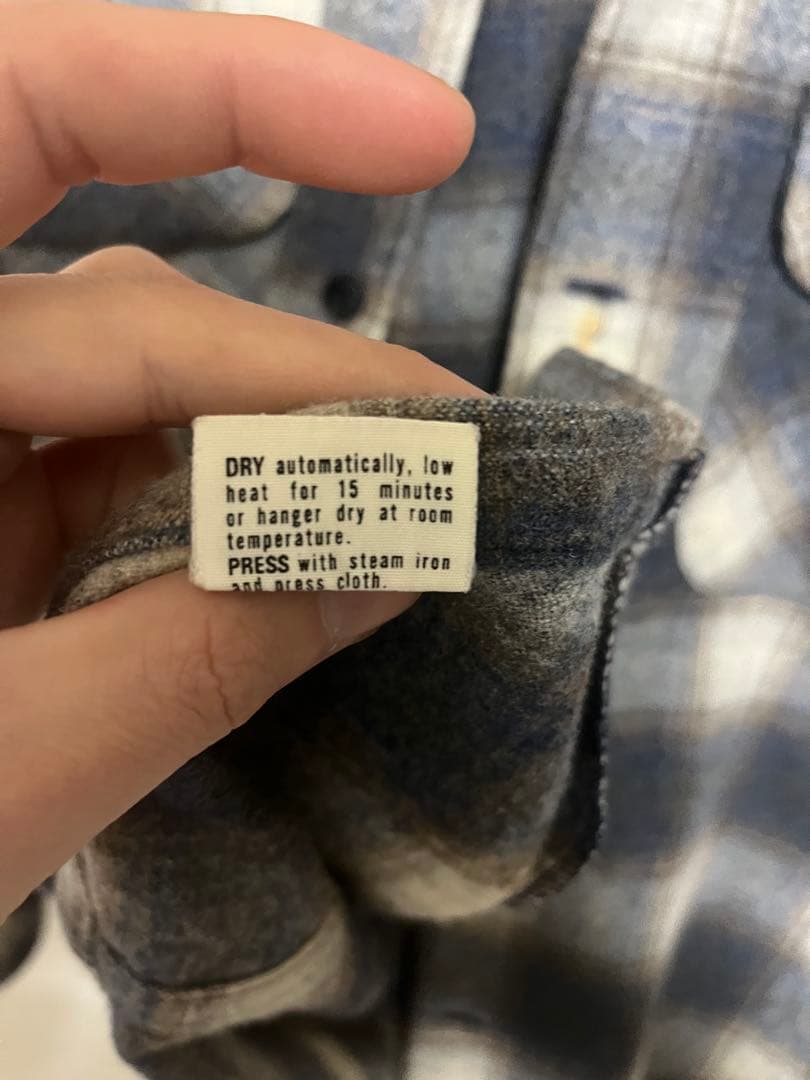 DRY automatically, low
heat for 15 minutes
or hanger dry at room
temperature.
PRESS with steam iron
and press cloth.